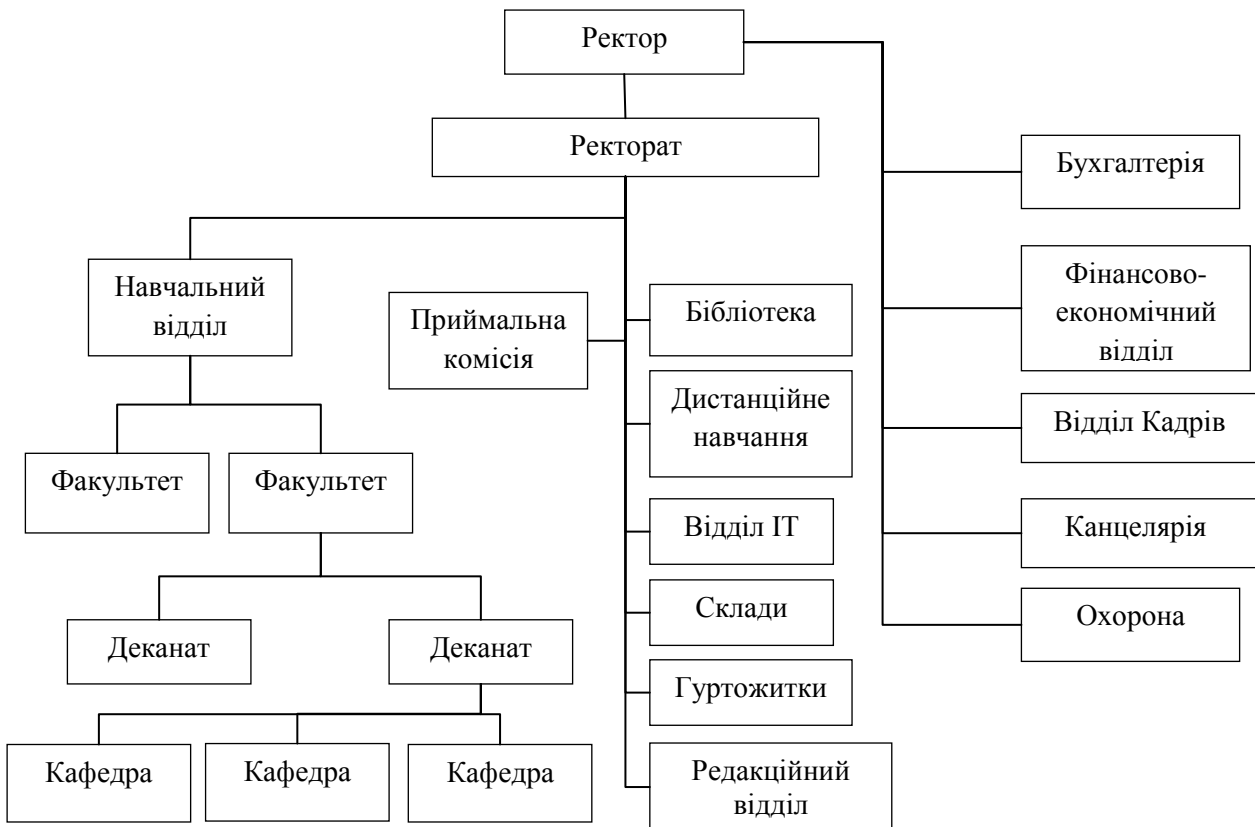 Ректор
Ректорат
Бухгалтерія
Навчальний
відділ
Приймальна
комісія
Бібліотека
Фінансово-
економічний
відділ
Дистанційне
навчання
Відділ Кадрів
Факультет
Факультет
Відділ ІТ
Канцелярія
Деканат
Деканат
Склади
Охорона
Гуртожитки
Кафедра
Кафедра
Кафедра
Редакційний
відділ